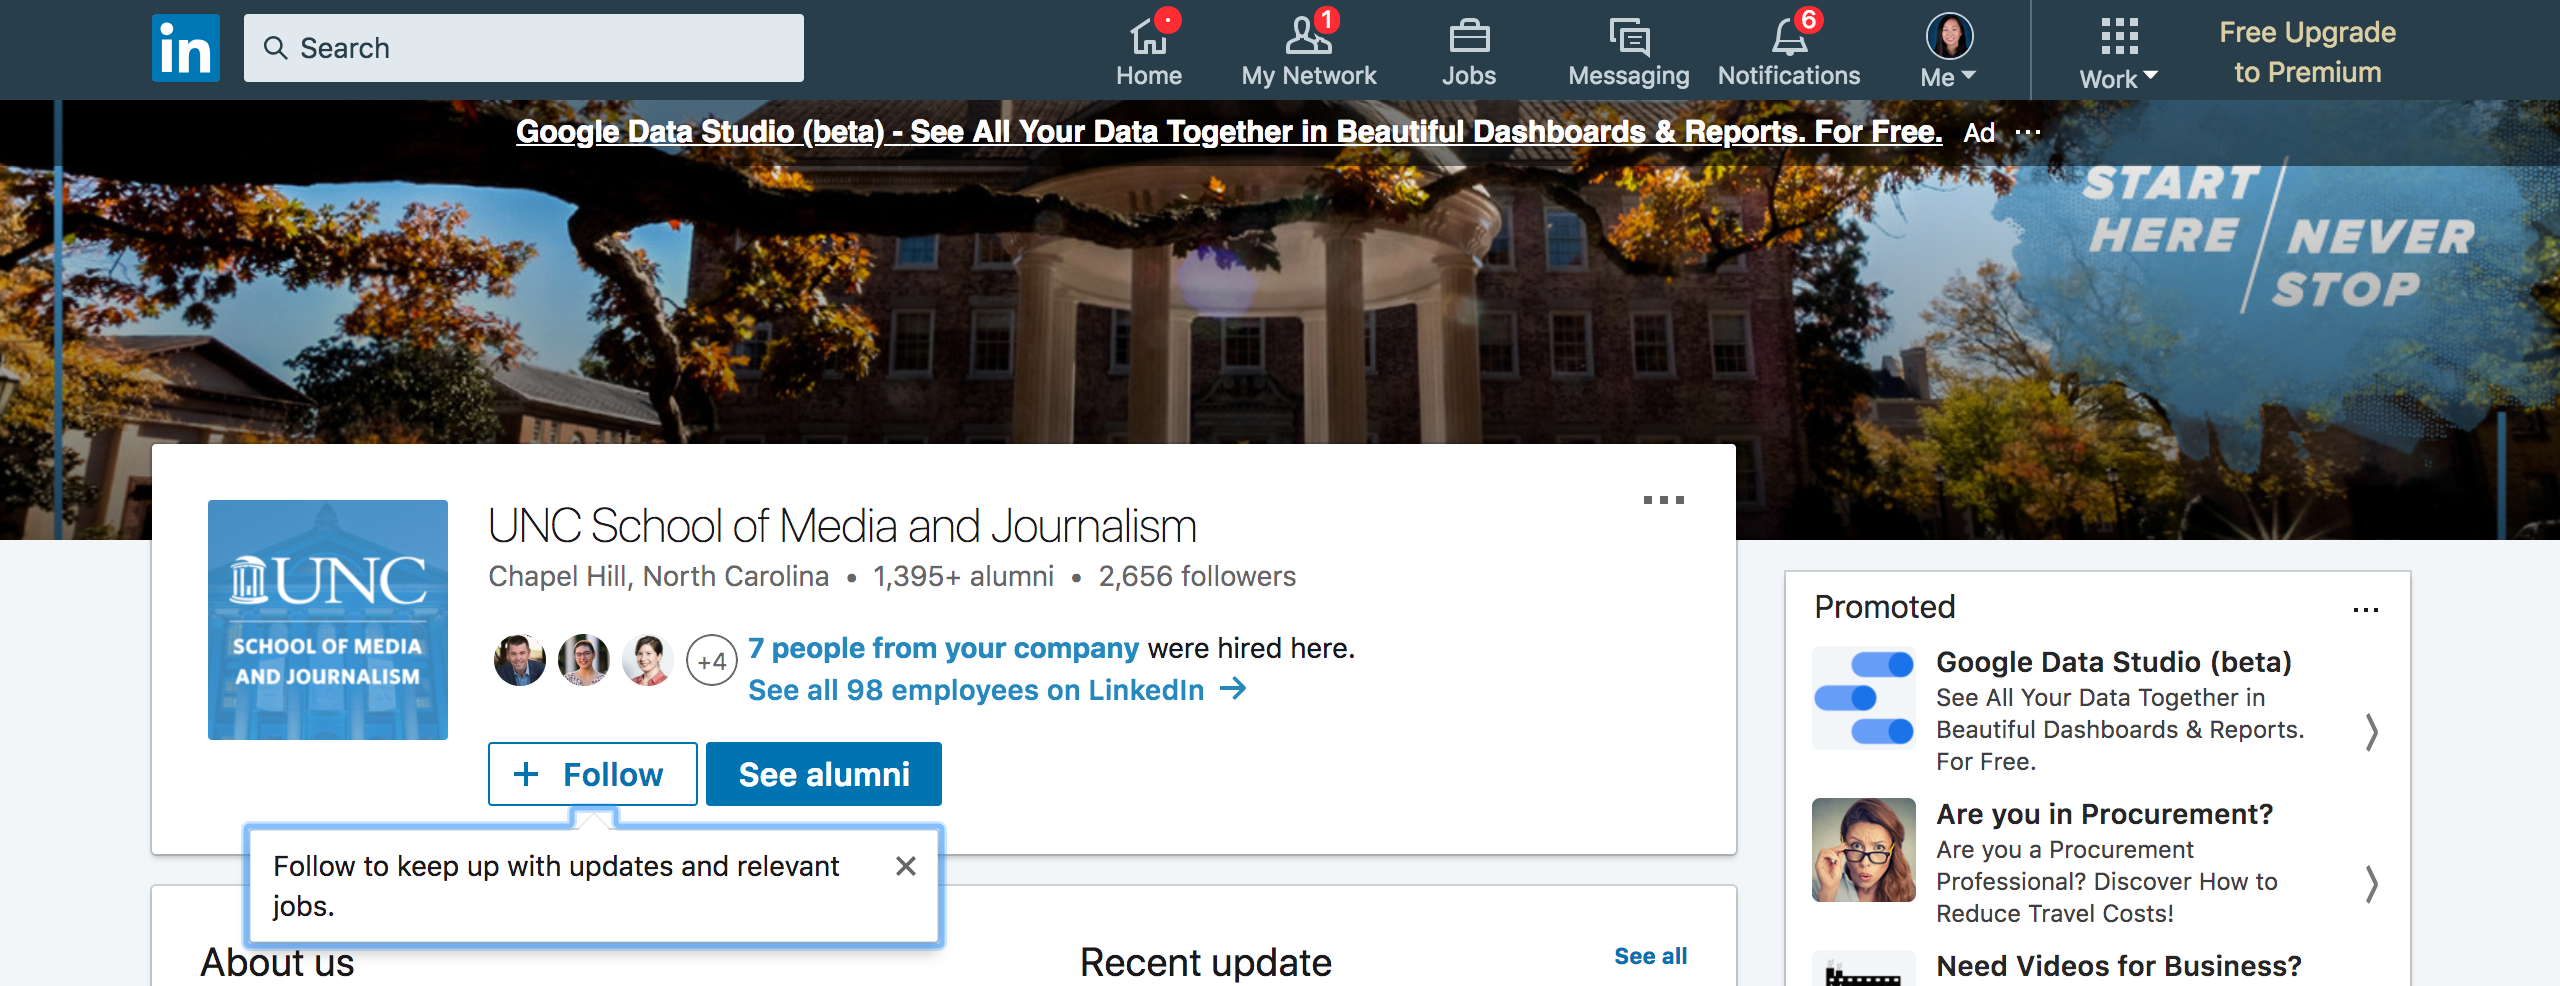 in
Search
Home
1
My Network
Jobs
Messaging
6
Notifications
Me
Work
Free Upgrade
to Premium
Google Data Studio (beta) - See All Your Data Together in Beautiful Dashboards & Reports. For Free. Ad ...
START
HERE
NEVER
STOP
UNC
SCHOOL OF MEDIA
AND JOURNALISM
UNC School of Media and Journalism
Chapel Hill, North Carolina • 1,395+ alumni • 2,656 followers
+4
7 people from your company were hired here.
See all 98 employees on LinkedIn →
+ Follow
See alumni
Follow to keep up with updates and relevant
jobs.
About us
Recent update
See all
Promoted
Google Data Studio (beta)
See All Your Data Together in
Beautiful Dashboards & Reports.
For Free.
Are you in Procurement?
Are you a Procurement
Professional? Discover How to
Reduce Travel Costs!
Need Videos for Business?